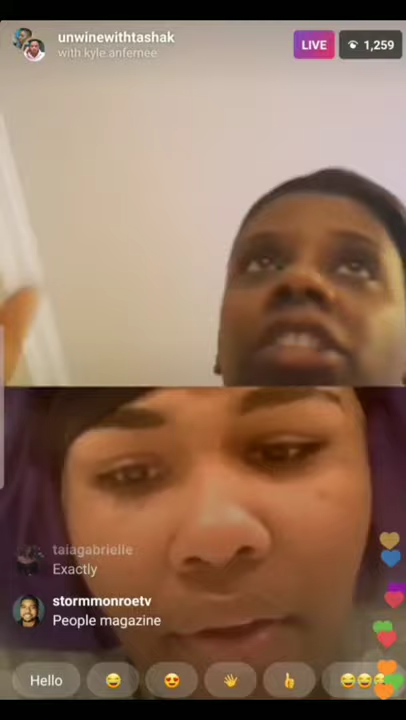 unwinewithtashak
with kyle anfernee
LIVE
1,259
taiagabrielle
Exactly
stormmonroetv
People magazine
Hello